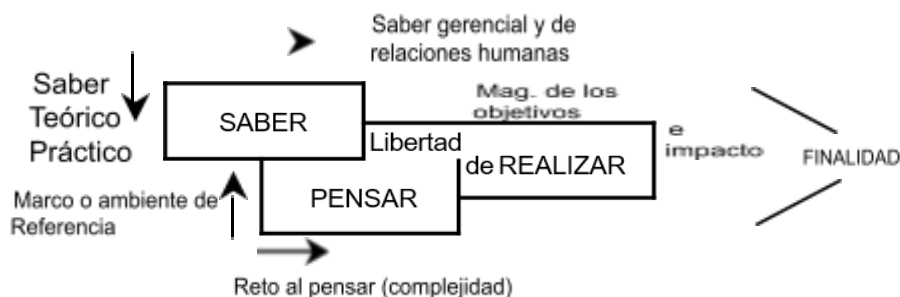 Saber gerencial y de
relaciones humanas
Saber
Teórico
Práctico
SABER
Mag. de los
objetivos
Libertad
de REALIZAR
e
impacto
FINALIDAD
PENSAR
Marco o ambiente de
Referencia
Reto al pensar (complejidad)